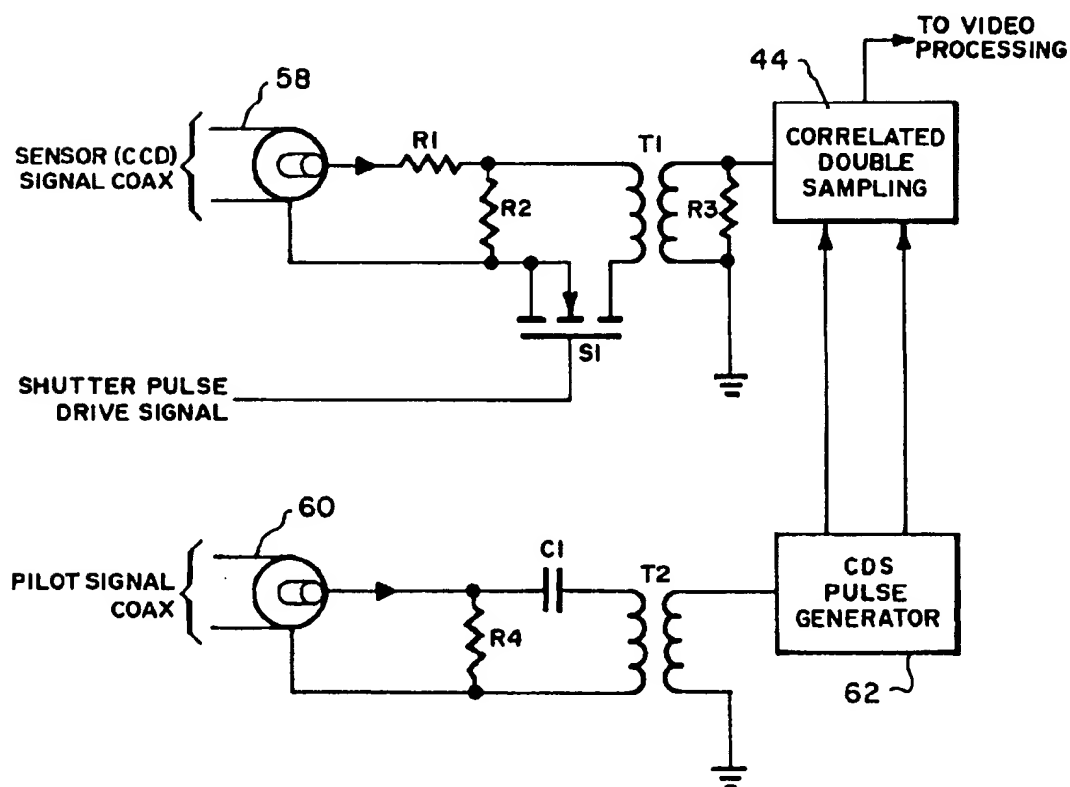 TO VIDEO
PROCESSING
44
58
SENSOR (CCD)
SIGNAL COAX
R1
R2
T1
R3
CORRELATED
DOUBLE
SAMPLING
S1
SHUTTER PULSE
DRIVE SIGNAL
60
PILOT SIGNAL
COAX
C1
R4
T2
CDS
PULSE
GENERATOR
62